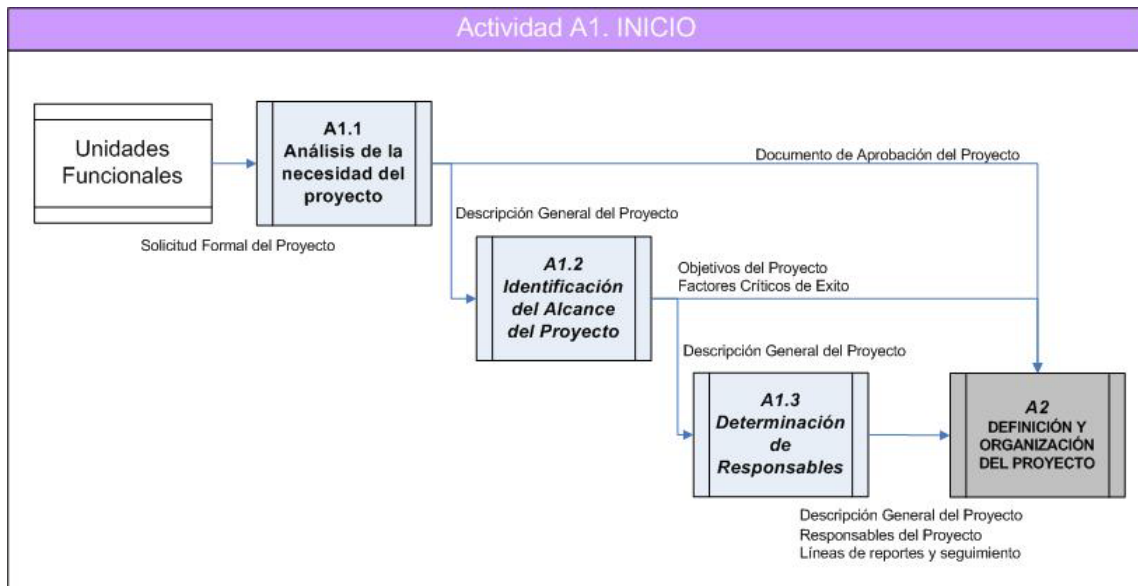 Actividad A1. INICIO
Unidades
Funcionales
A1.1
Análisis de la
necesidad del
proyecto
Documento de Aprobación del Proyecto
Solicitud Formal del Proyecto
Descripción General del Proyecto
A1.2
Identificación
del Alcance
del Proyecto
Objetivos del Proyecto
Factores Críticos de Exito
Descripción General del Proyecto
A1.3
Determinación
de
Responsables
A2
DEFINICIÓN Y
ORGANIZACIÓN
DEL PROYECTO
Descripción General del Proyecto
Responsables del Proyecto
Líneas de reportes y seguimiento